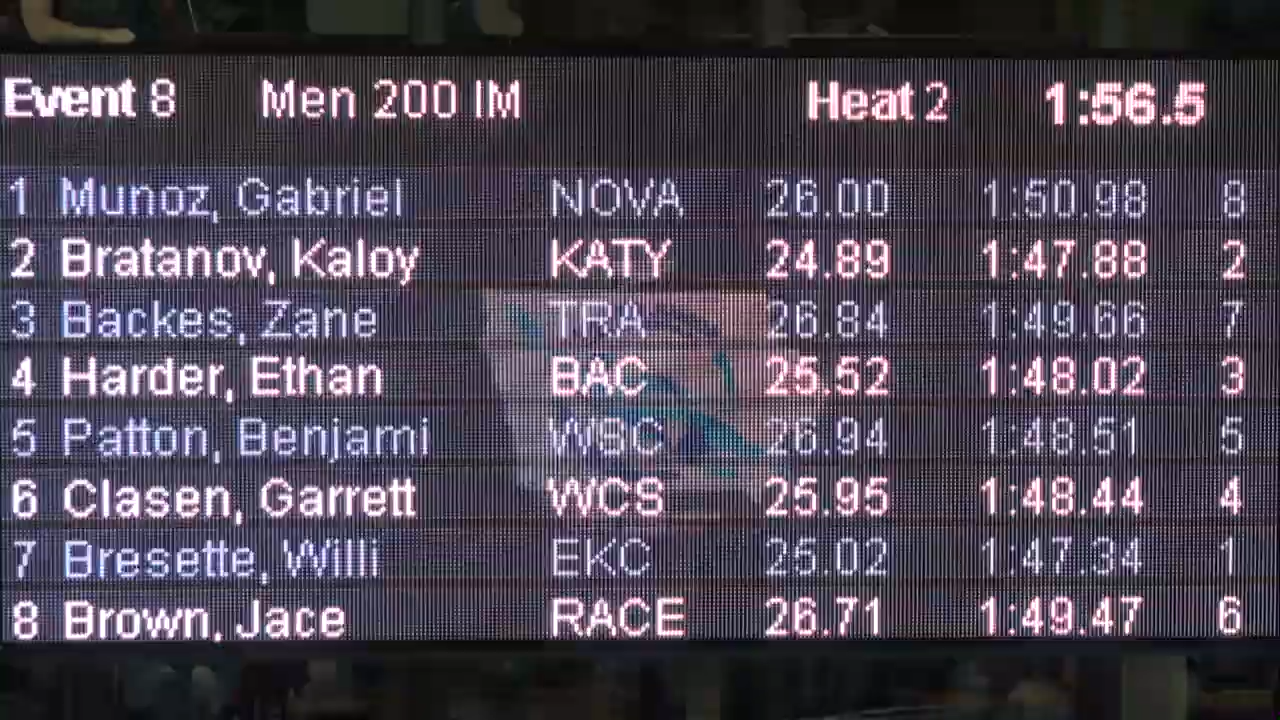 Event 8 Men 200 IM Heat 2 1:56.5
1 Munoz, Gabriel NOVA 26.00 1:50.98 8
2 Bratanov, Kaloy KATY 24.89 1:47.88 2
3 Backes, Zane TRA 26.84 1:49.66 7
4 Harder, Ethan BAC 25.52 1:48.02 3
5 Patton, Benjami WSC 26.94 1:48.51 5
6 Clasen, Garrett WCS 25.95 1:48.44 4
7 Bresette, Willi EKC 25.02 1:47.34 1
8 Brown, Jace RACE 26.71 1:49.47 6